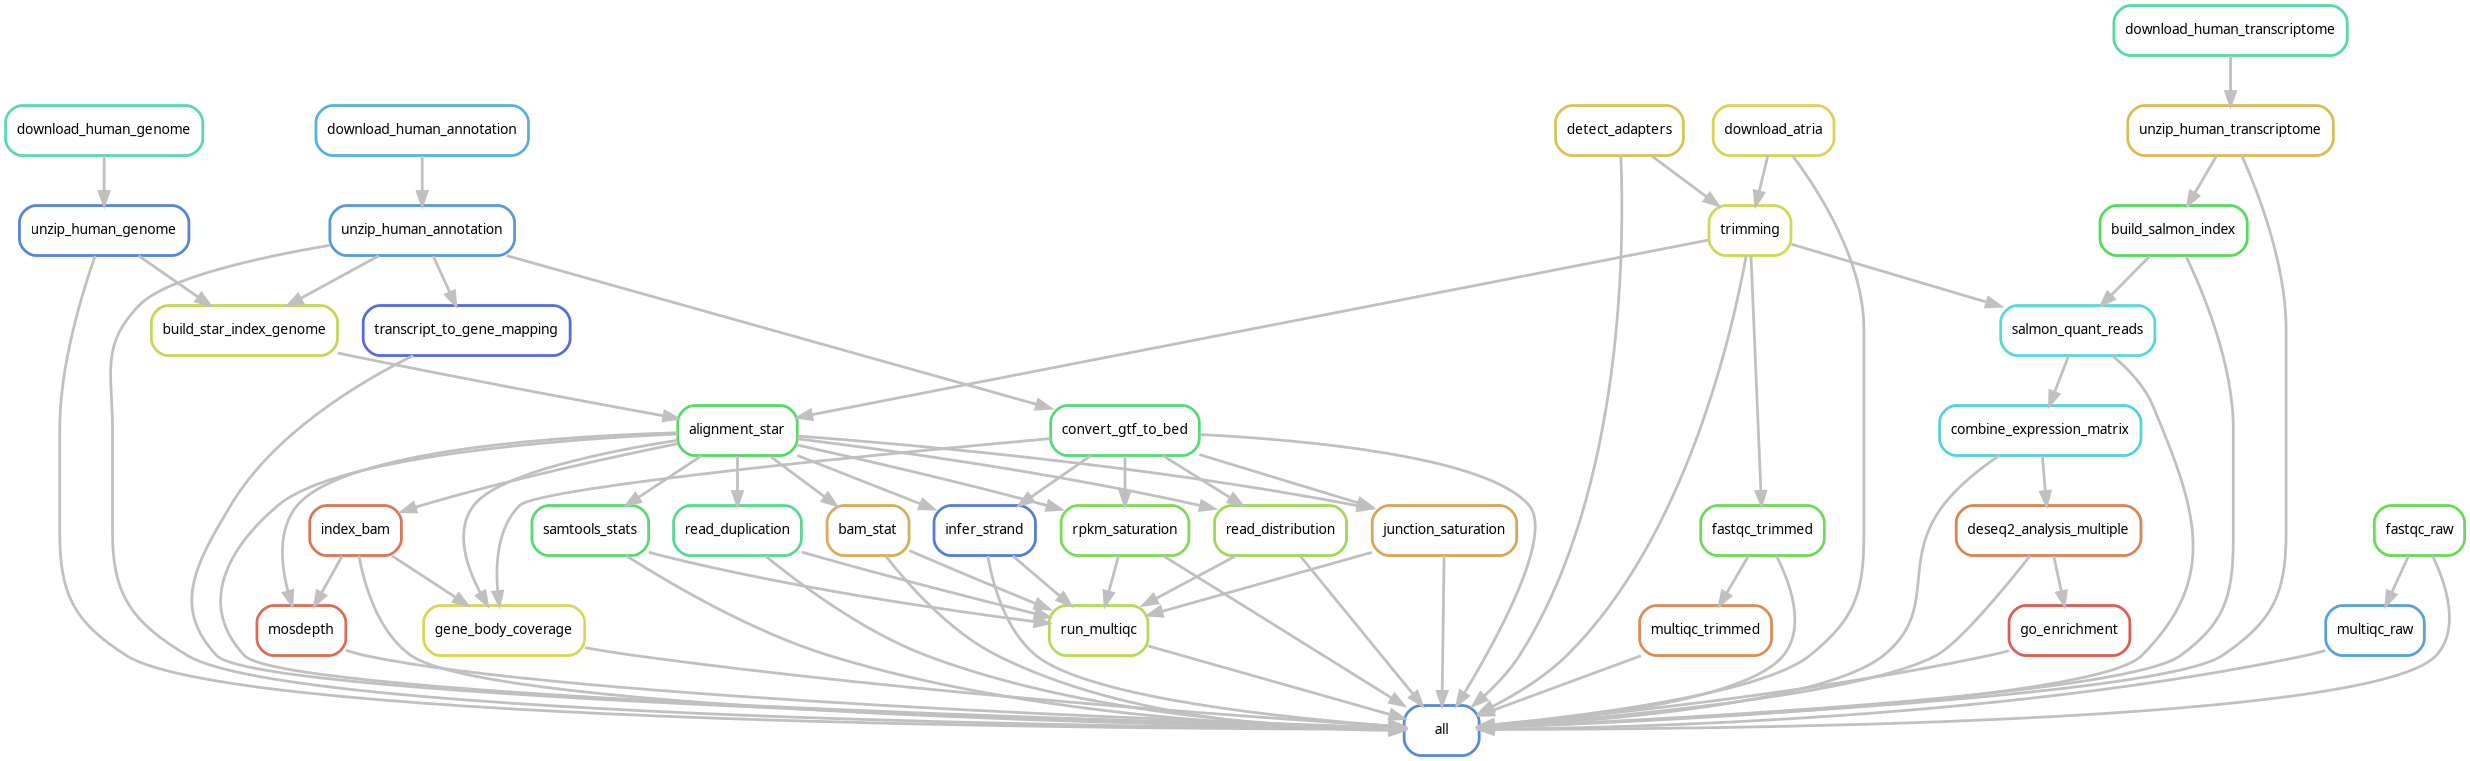 download_human_transcriptome
download_human_genome
download_human_annotation
detect_adapters
download_atria
unzip_human_transcriptome
unzip_human_genome
unzip_human_annotation
trimming
build_salmon_index
build_star_index_genome
transcript_to_gene_mapping
salmon_quant_reads
alignment_star
convert_gtf_to_bed
combine_expression_matrix
index_bam
samtools_stats
read_duplication
bam_stat
infer_strand
rpkm_saturation
read_distribution
junction_saturation
fastqc_trimmed
deseq2_analysis_multiple
fastqc_raw
mosdepth
gene_body_coverage
run_multiqc
multiqc_trimmed
go_enrichment
multiqc_raw
all